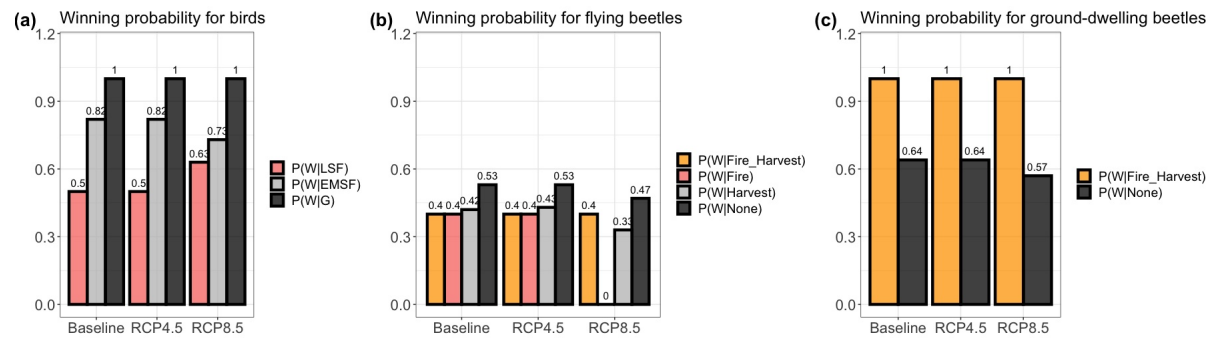 (a) Winning probability for birds
1.2
0.9
0.6
0.3
0.0
0.5
0.82
1
0.5
0.82
1
0.63
0.73
1
Baseline RCP4.5 RCP8.5
P(W|LSF)
P(W|EMSF)
P(W|G)
(b) Winning probability for flying beetles
1.2
0.9
0.6
0.3
0.0
0.4
0.4
0.42
0.53
0.4
0.4
0.43
0.53
0.4
0
0.33
0.47
Baseline RCP4.5 RCP8.5
P(W|Fire_Harvest)
P(W|Fire)
P(W|Harvest)
P(W|None)
(c) Winning probability for ground-dwelling beetles
1.2
0.9
0.6
0.3
0.0
1
0.64
1
0.64
1
0.57
Baseline RCP4.5 RCP8.5
P(W|Fire_Harvest)
P(W|None)